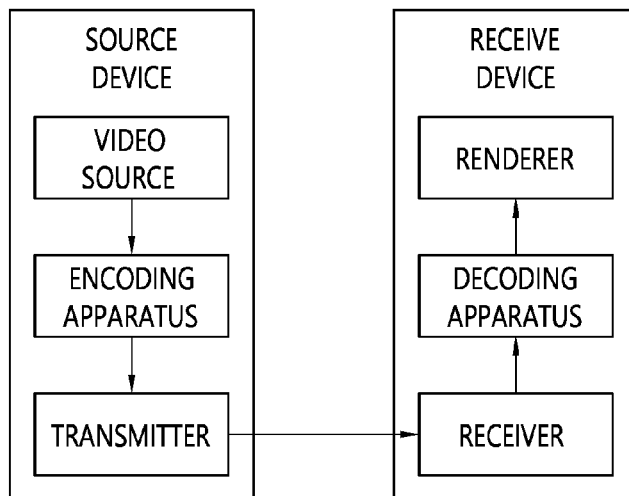 SOURCE
DEVICE
VIDEO
SOURCE
ENCODING
APPARATUS
TRANSMITTER
RECEIVE
DEVICE
RENDERER
DECODING
APPARATUS
RECEIVER